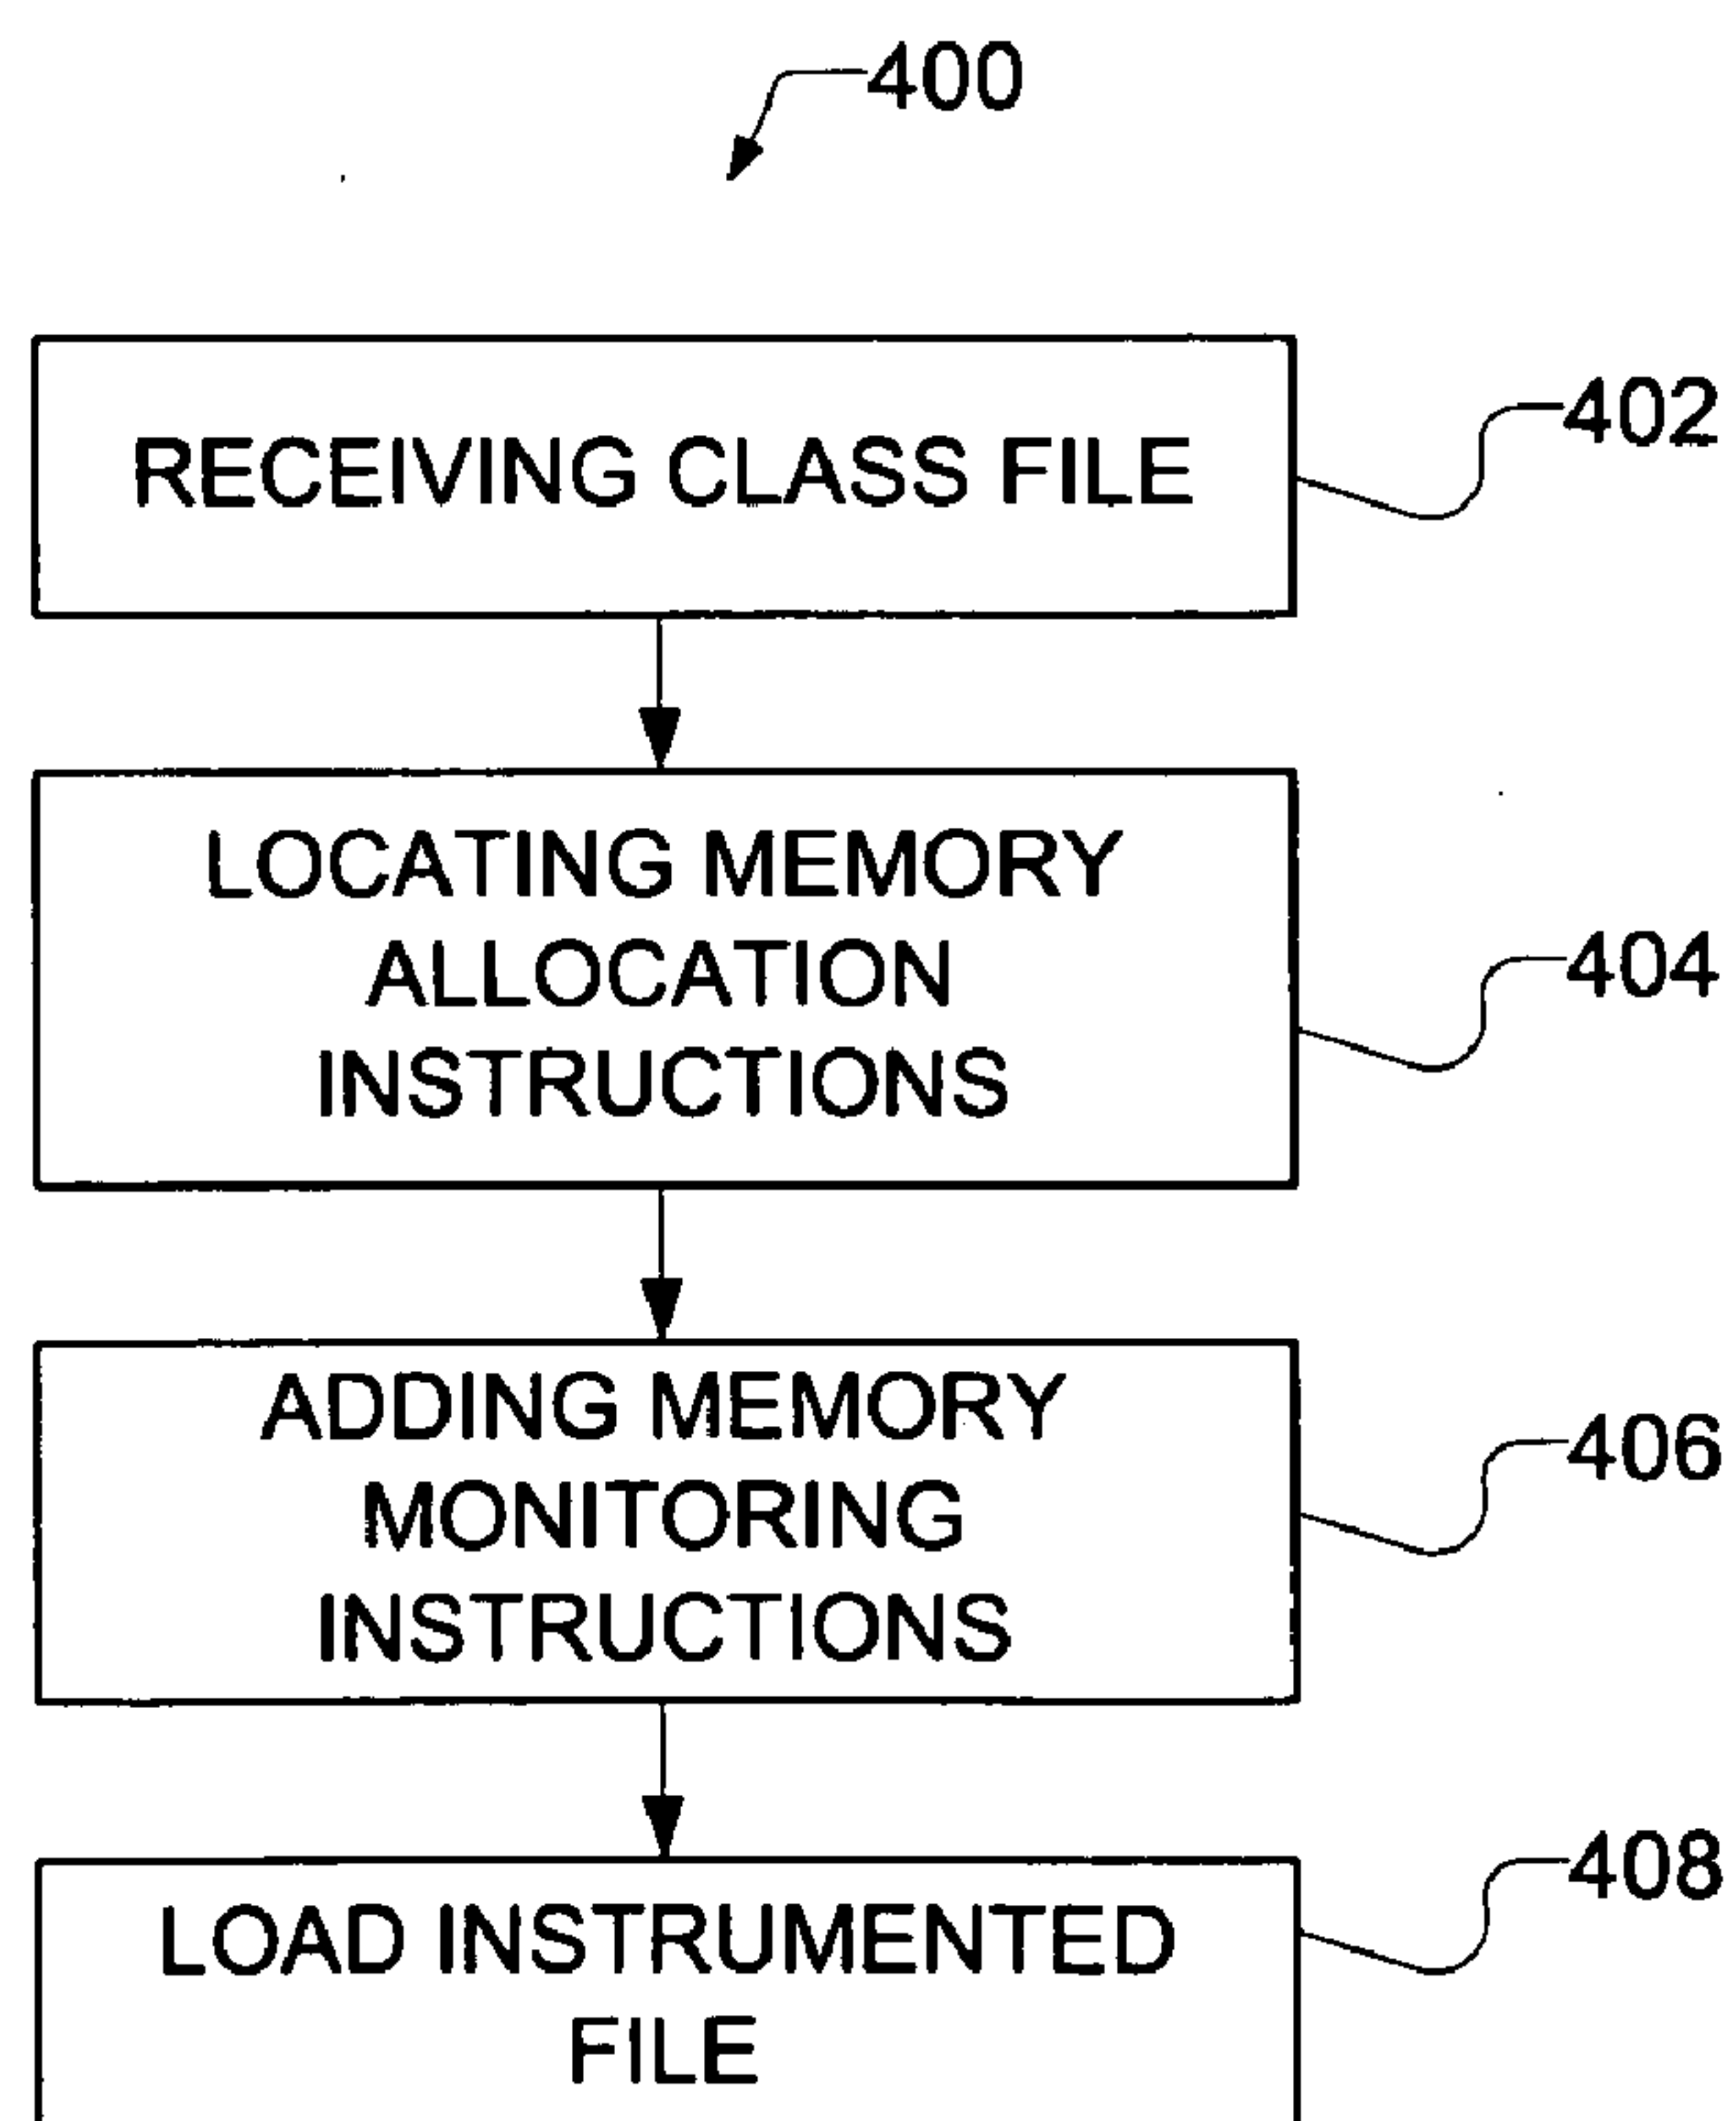 400
RECEIVING CLASS FILE
402
LOCATING MEMORY
ALLOCATION
INSTRUCTIONS
404
ADDING MEMORY
MONITORING
INSTRUCTIONS
406
LOAD INSTRUMENTED
FILE
408